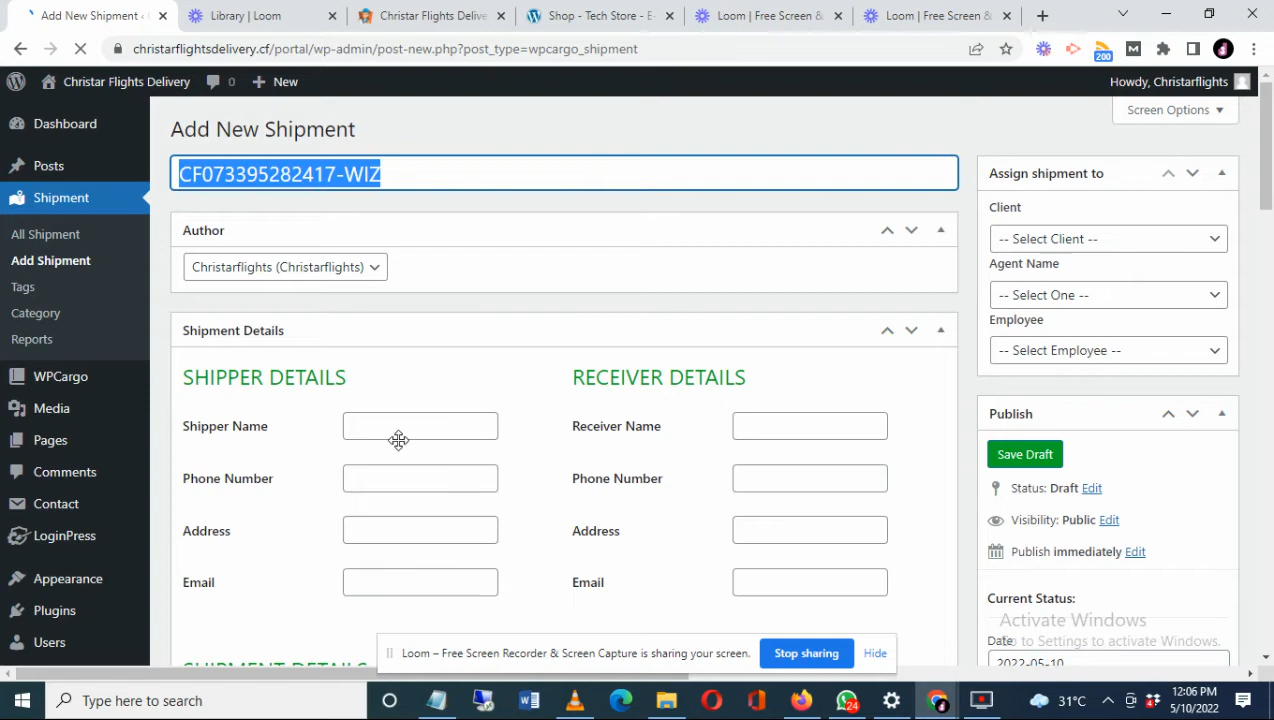 Add New Shipment ‹ C
Library | Loom
Christar Flights Delive
Shop - Tech Store - E-
Loom | Free Screen &
Loom | Free Screen &
christarflightsdelivery.cf/portal/wp-admin/post-new.php?post_type=wpcargo_shipment
200
M
Christar Flights Delivery
0
New
Howdy, Christarflights
Dashboard
Posts
Shipment
All Shipment
Add Shipment
Tags
Category
Reports
WPCargo
Media
Pages
Comments
Contact
LoginPress
Appearance
Plugins
Users
Screen Options
Add New Shipment
CF073395282417-WIZ
Author
Christarflights (Christarflights)
Shipment Details
SHIPPER DETAILS
Shipper Name
Phone Number
Address
Email
RECEIVER DETAILS
Receiver Name
Phone Number
Address
Email
SHIPMENT DETAILS
Assign shipment to
Client
-- Select Client --
Agent Name
-- Select One --
Employee
-- Select Employee --
Publish
Save Draft
Status: Draft Edit
Visibility: Public Edit
Publish immediately Edit
Current Status:
Activate Windows
Go to Settings to activate Windows.
Date
2022-05-10
Loom – Free Screen Recorder & Screen Capture is sharing your screen.
Stop sharing
Hide
Type here to search
24
31°C
12:06 PM
5/10/2022